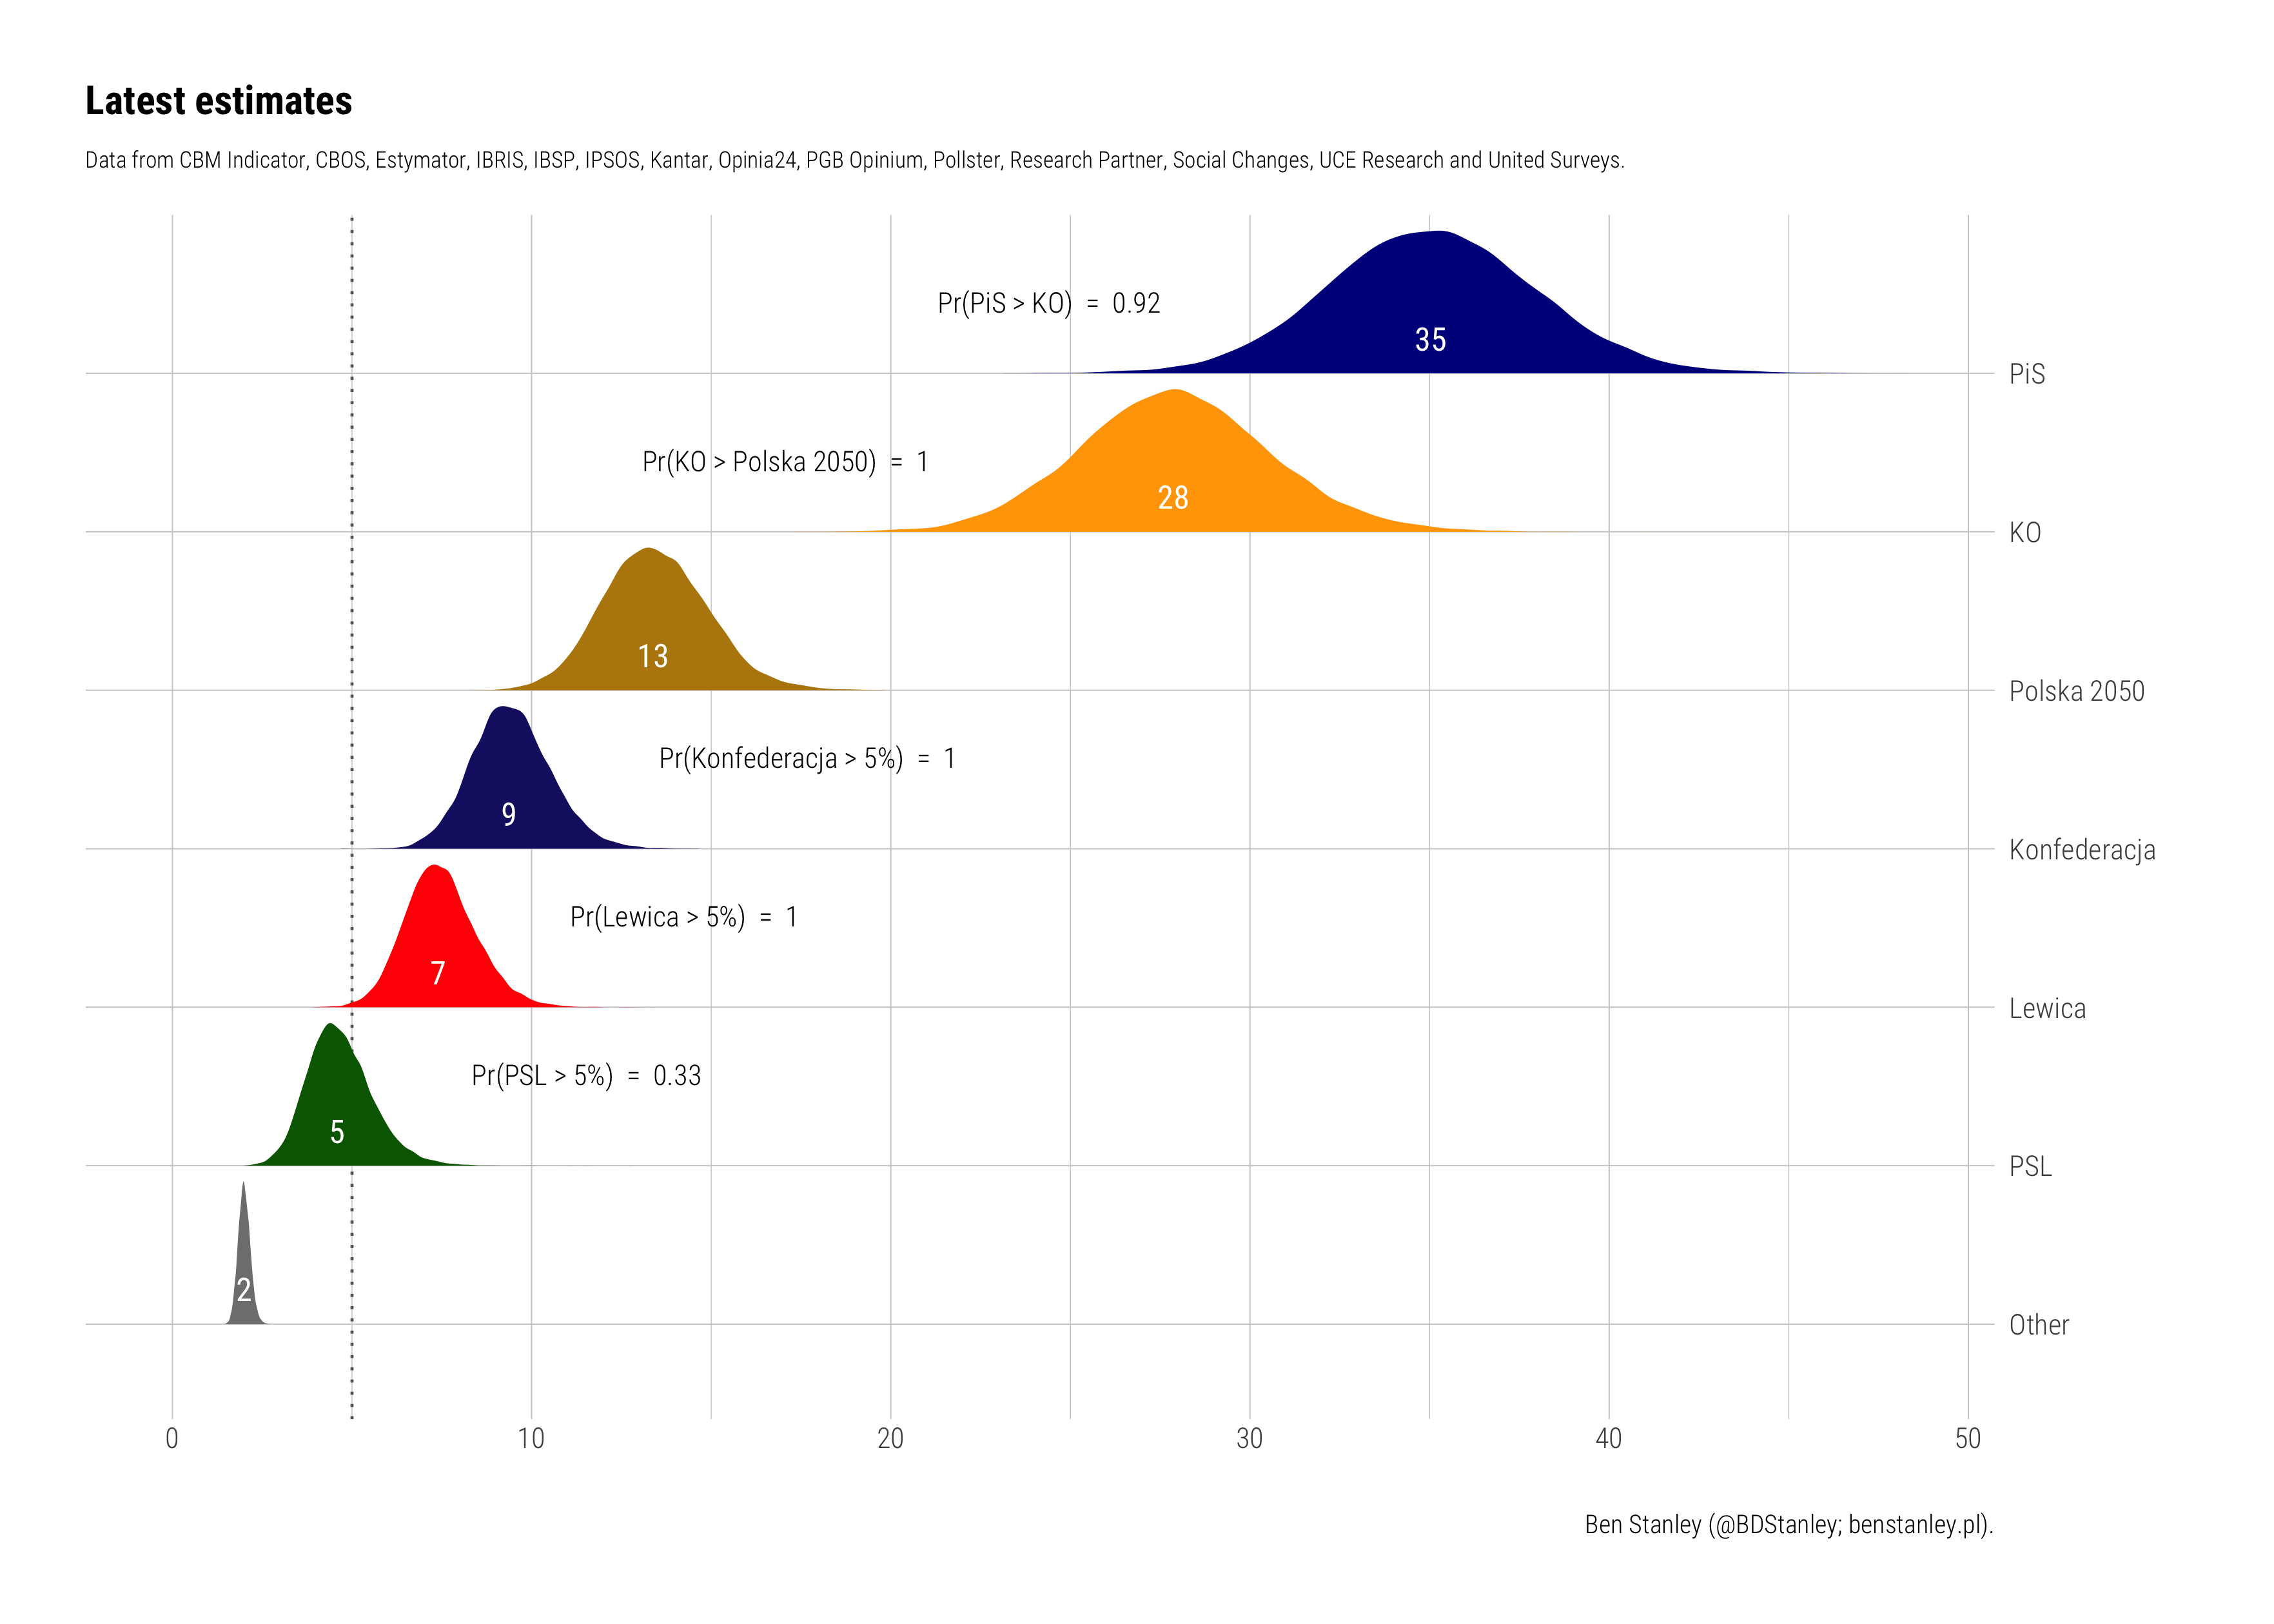 Latest estimates
Data from CBM Indicator, CBOS, Estymator, IBRIS, IBSP, IPSOS, Kantar, Opinia24, PGB Opinium, Pollster, Research Partner, Social Changes, UCE Research and United Surveys.
Pr(PiS > KO) = 0.92
35
PiS
Pr(KO > Polska 2050) = 1
28
KO
13
Polska 2050
Pr(Konfederacja > 5%) = 1
9
Konfederacja
Pr(Lewica > 5%) = 1
7
Lewica
Pr(PSL > 5%) = 0.33
5
PSL
2
Other
0 10 20 30 40 50
Ben Stanley (@BDStanley; benstanley.pl).